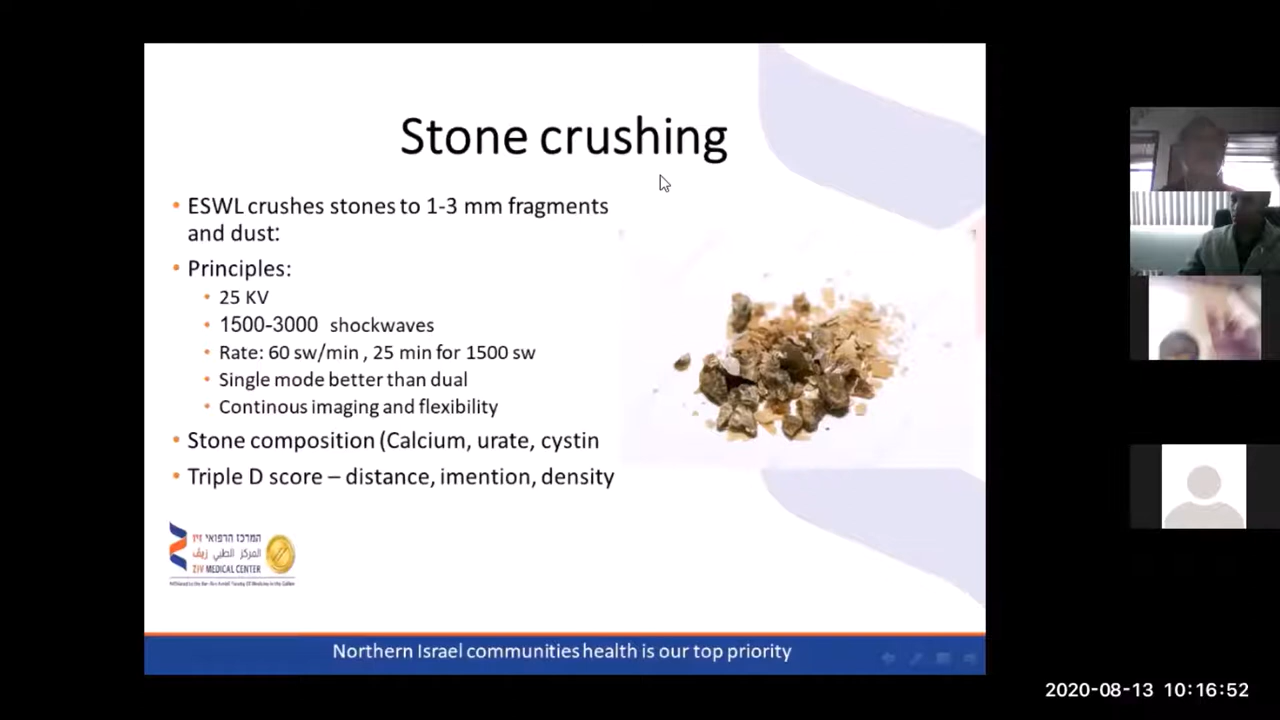 Stone crushing
• ESWL crushes stones to 1-3 mm fragments
and dust:
• Principles:
• 25 KV
• 1500-3000 shockwaves
• Rate: 60 sw/min , 25 min for 1500 sw
• Single mode better than dual
• Continous imaging and flexibility
• Stone composition (Calcium, urate, cystin
• Triple D score – distance, imention, density
המרכז הרפואי זיו
المركز الطبي زيڤ
ZIV MEDICAL CENTER
Northern Israel communities health is our top priority
2020-08-13 10:16:52